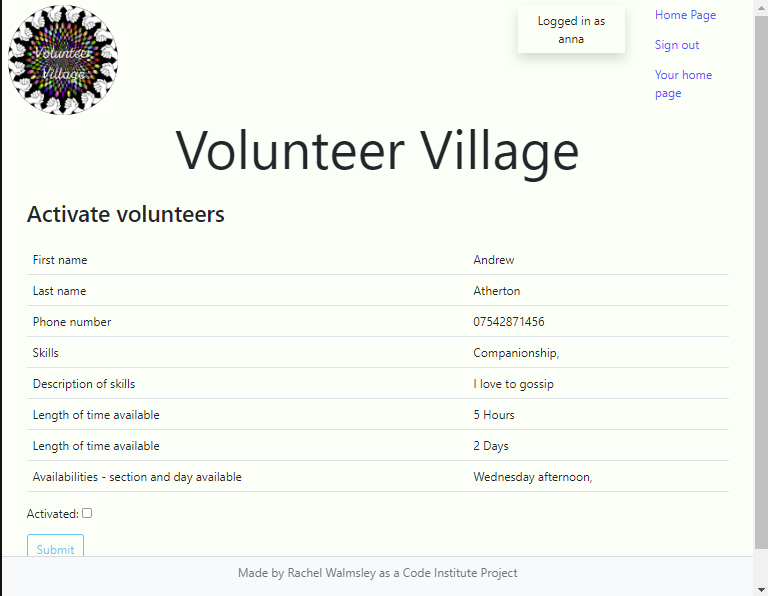 Volunteer
Village
Logged in as
anna
Home Page
Sign out
Your home
page
Volunteer Village
Activate volunteers
First name Andrew
Last name Atherton
Phone number 07542871456
Skills Companionship,
Description of skills I love to gossip
Length of time available 5 Hours
Length of time available 2 Days
Availabilities - section and day available Wednesday afternoon,
Activated:
Submit
Made by Rachel Walmsley as a Code Institute Project